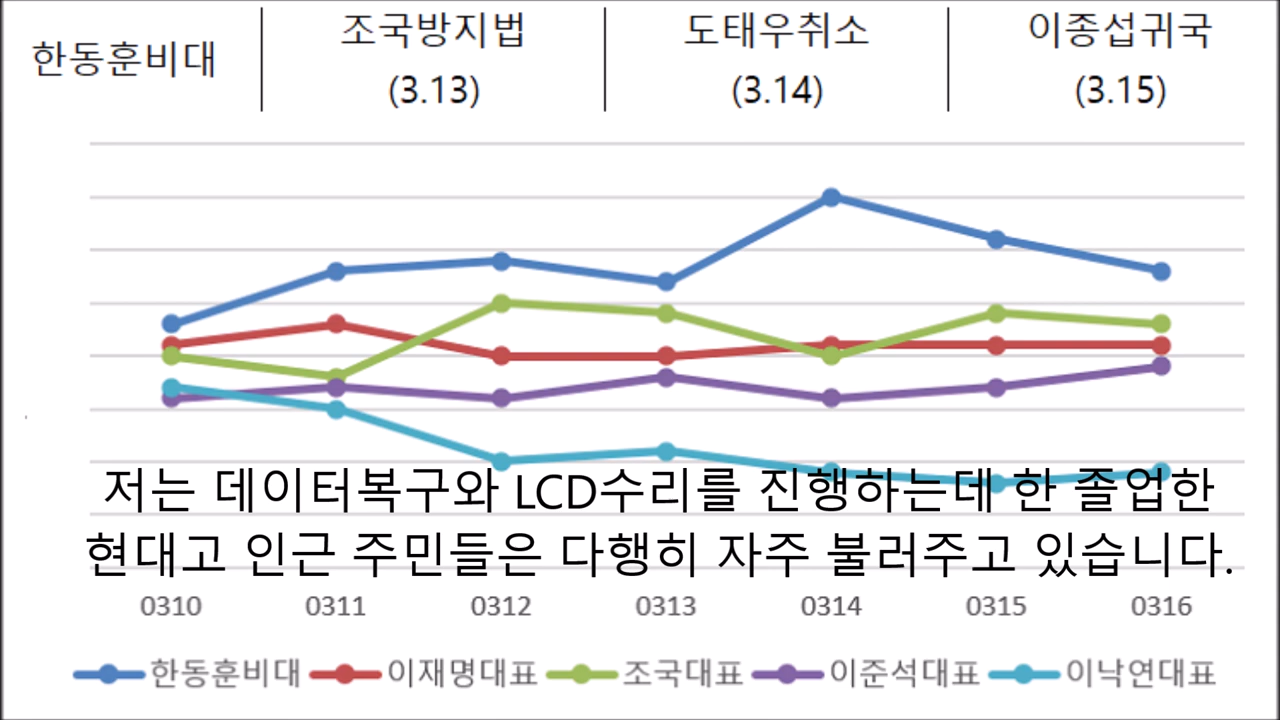 한동훈비대
조국방지법
(3.13)
도태우취소
(3.14)
이종섭귀국
(3.15)
저는 데이터복구와 LCD수리를 진행하는데 한 졸업한
현대고 인근 주민들은 다행히 자주 불러주고 있습니다.
0310 0311 0312 0313 0314 0315 0316
한동훈비대 이재명대표 조국대표 이준석대표 이낙연대표